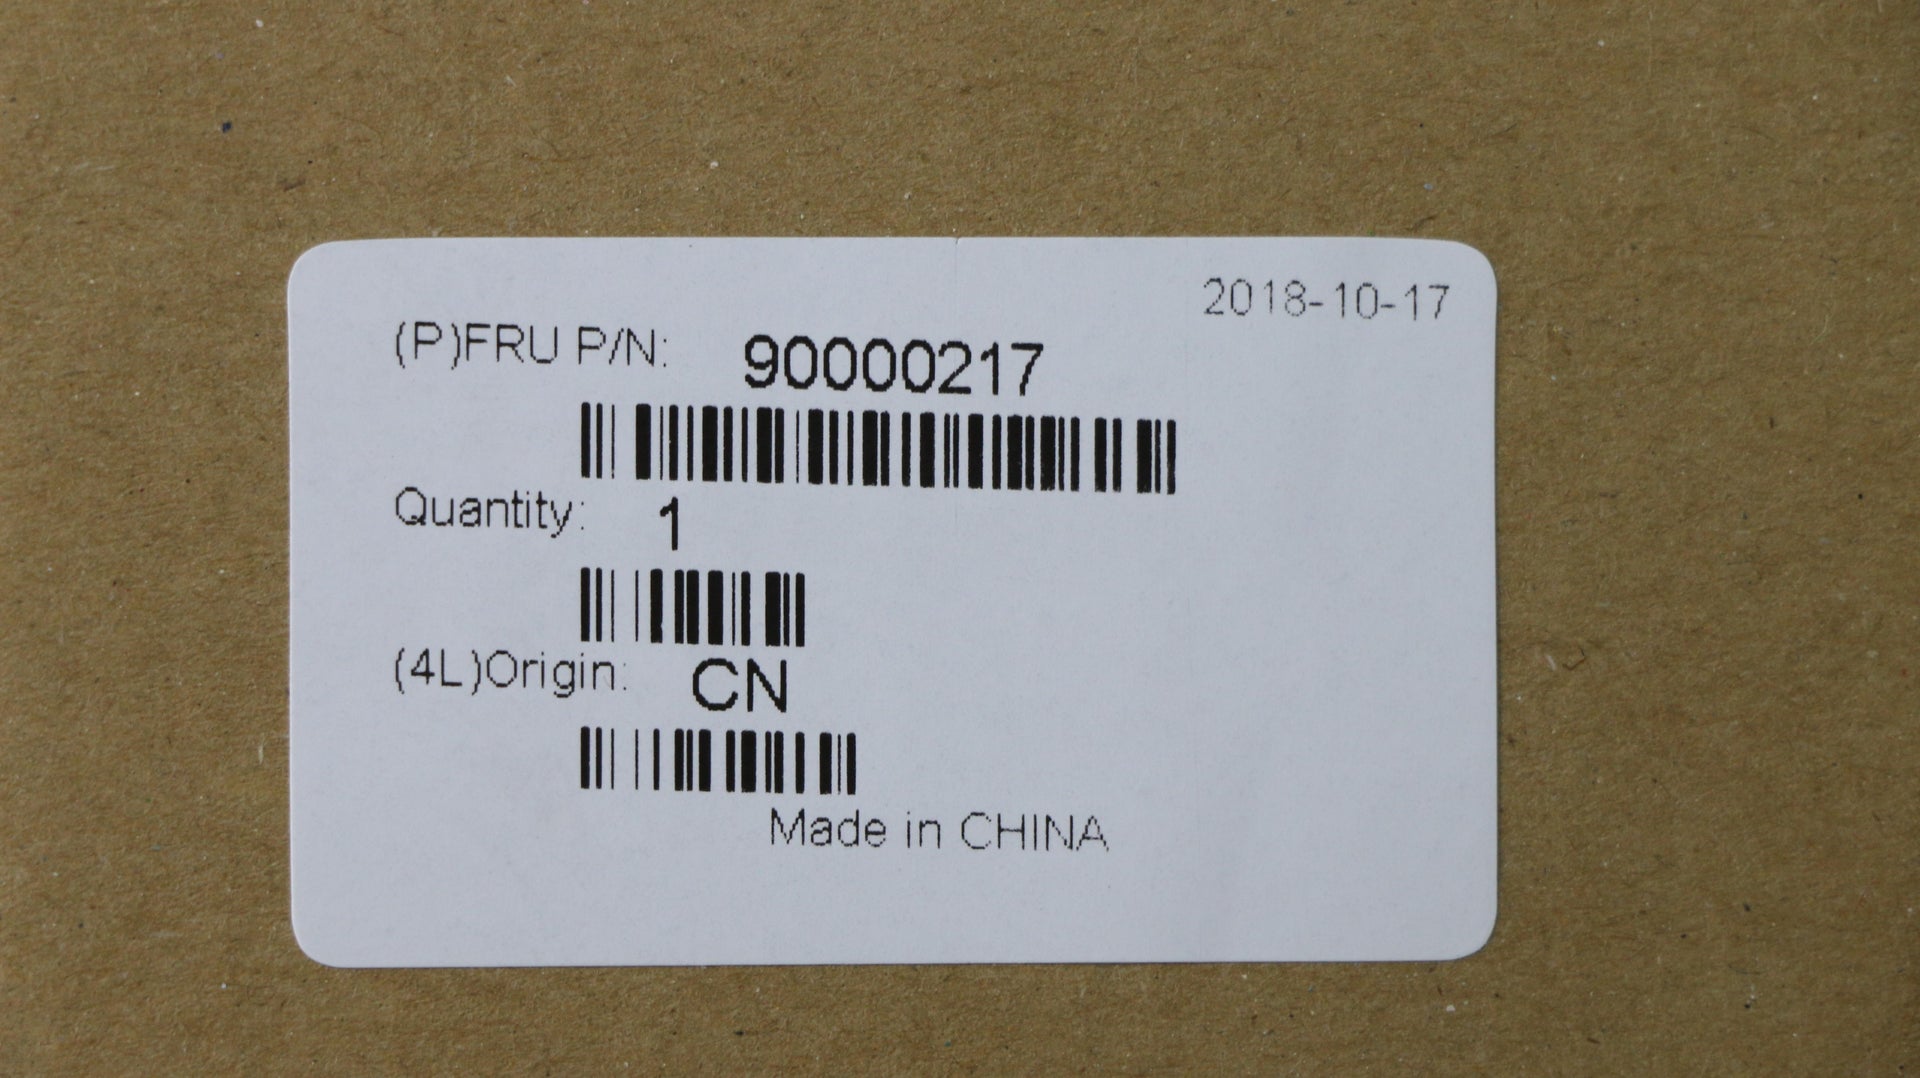 2018-10-17
(P)FRU P/N: 90000217
Quantity: 1
(4L)Origin: CN
Made in CHINA